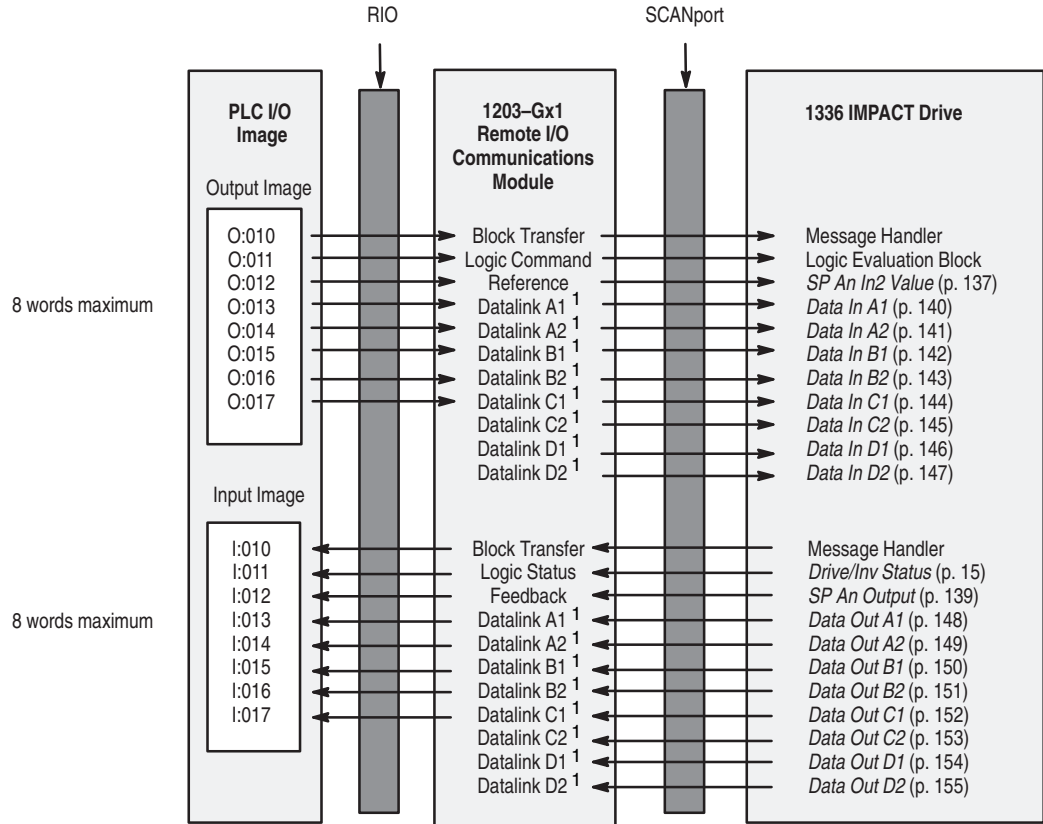 RIO SCANport
PLC I/O Image 1203–Gx1 Remote I/O Communications Module 1336 IMPACT Drive
Output Image
8 words maximum
O:010 Block Transfer Message Handler
O:011 Logic Command Logic Evaluation Block
O:012 Reference SP An In2 Value (p. 137)
O:013 Datalink A1 1 Data In A1 (p. 140)
O:014 Datalink A2 1 Data In A2 (p. 141)
O:015 Datalink B1 1 Data In B1 (p. 142)
O:016 Datalink B2 1 Data In B2 (p. 143)
O:017 Datalink C1 1 Data In C1 (p. 144)
Datalink C2 1 Data In C2 (p. 145)
Datalink D1 1 Data In D1 (p. 146)
Datalink D2 1 Data In D2 (p. 147)
Input Image
8 words maximum
I:010 Block Transfer Message Handler
I:011 Logic Status Drive/Inv Status (p. 15)
I:012 Feedback SP An Output (p. 139)
I:013 Datalink A1 1 Data Out A1 (p. 148)
I:014 Datalink A2 1 Data Out A2 (p. 149)
I:015 Datalink B1 1 Data Out B1 (p. 150)
I:016 Datalink B2 1 Data Out B2 (p. 151)
I:017 Datalink C1 1 Data Out C1 (p. 152)
Datalink C2 1 Data Out C2 (p. 153)
Datalink D1 1 Data Out D1 (p. 154)
Datalink D2 1 Data Out D2 (p. 155)